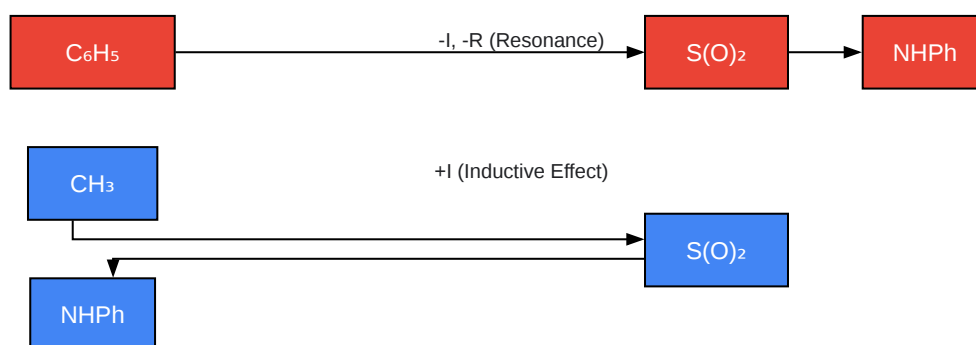 C₆H₅
-I, -R (Resonance)
S(O)₂
NHPh
CH₃
+I (Inductive Effect)
S(O)₂
NHPh